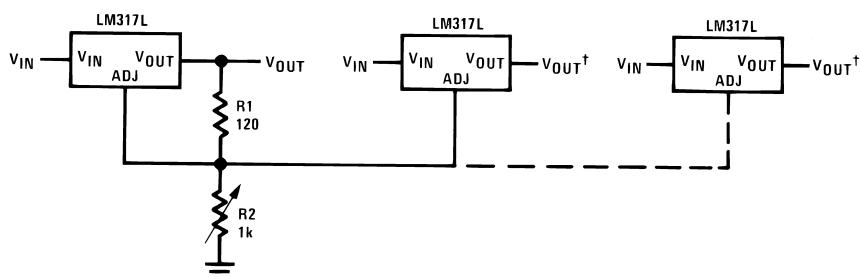 LM317L
VIN
VIN VOUT
ADJ
VOUT
R1
120
R2
1k
LM317L
VIN
VIN VOUT
ADJ
VOUT†
LM317L
VIN
VIN VOUT
ADJ
VOUT†